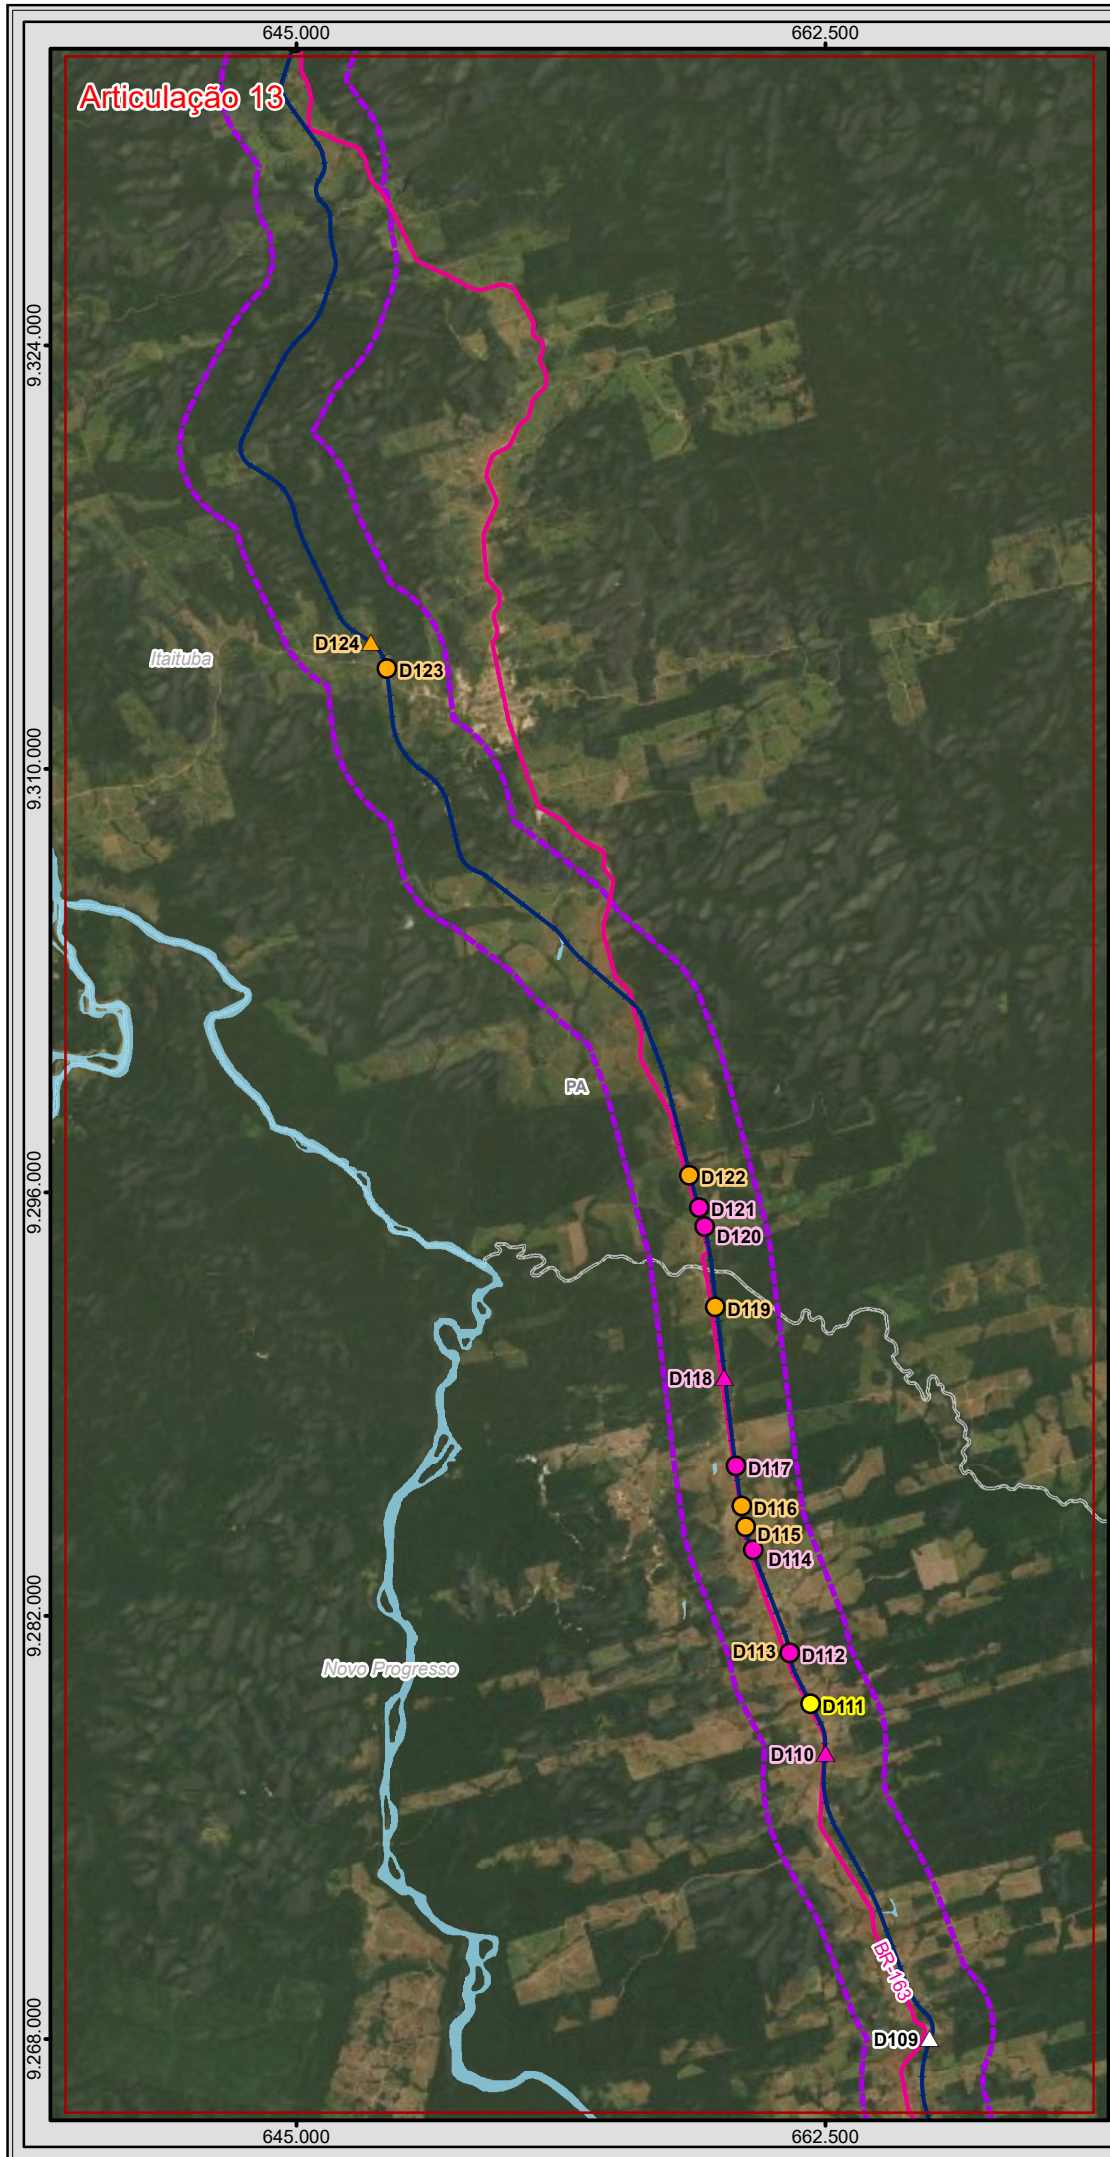 645.000
662.500
Articulação 13
9.324.000
D124
D123
Itaituba
9.310.000
PA
D122
9.296.000
D121
D120
D119
D118
D117
D116
D115
D114
9.282.000
D113
D112
Novo Progresso
D111
D110
BR-163
9.268.000
D109
645.000
662.500